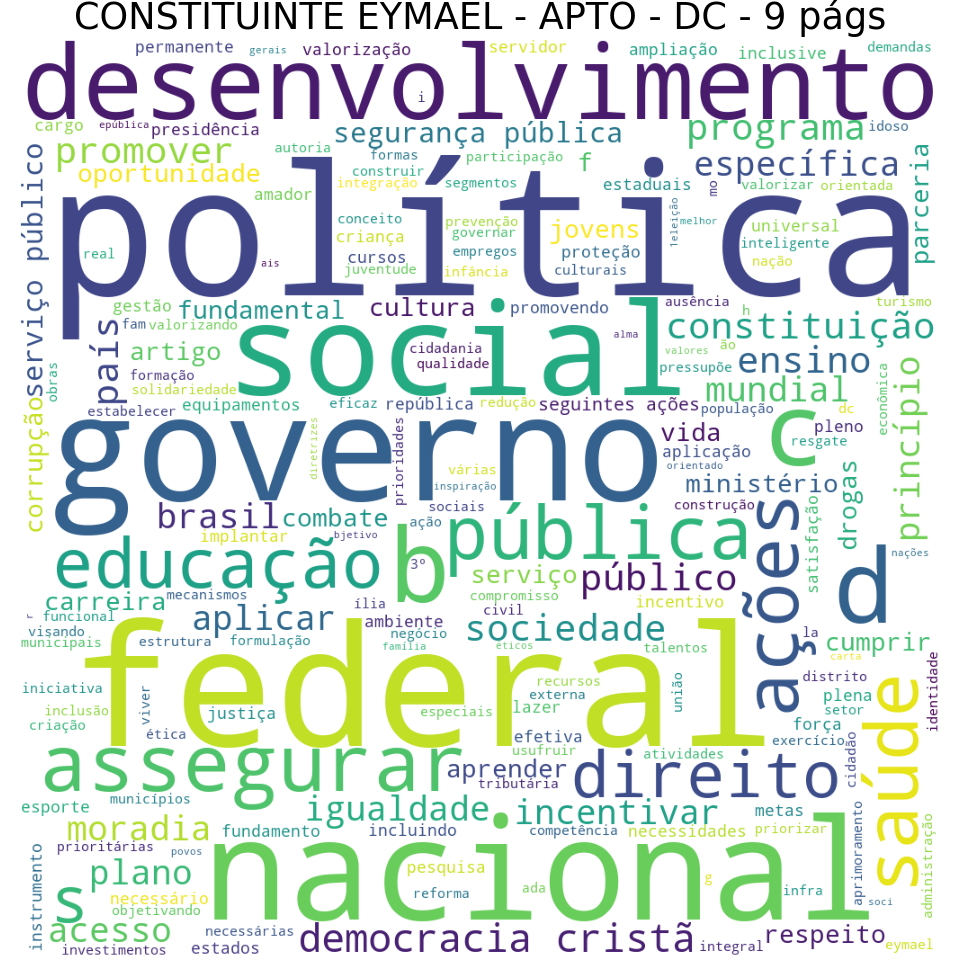 CONSTITUINTE EYMAEL - APTO - DC - 9 págs
permanente gerais valorização servidor ampliação inclusive demandas
desenvolvimento
i
cargo epública presidência segurança pública programa idoso
promover autoria formas participação f específica
oportunidade construir integração segmentos estaduais mo valorizar orientada
amador
política
serviço público
parceria
conceito prevenção governar jovens 1eleição melhor universal
real criança empregos proteção inteligente
ais cursos juventude infância culturais nação
gestão fundamental cultura promovendo ausência h turismo
país fam valorizando social alma constituição
artigo cidadania qualidade valores ão pressupõe ensino
obras formação solidariedade mundial
corrupção estabelecer equipamentos eficaz república redução seguintes ações população dc econômica princípio
governo c pleno
diretrizes prioridades vida resgate
várias aplicação orientado
inspiração ministério drogas
brasil combate sociais construção
implantar ação bjetivo pública ações satisfação nações
educação b 3º serviço público d
carreira mecanismos compromisso
r funcional aplicar ília ambiente civil incentivo
visando municipais estrutura formulação negócio família sociedade éticos talentos la cumprir
federal carta
iniciativa viver recursos união distrito identidade
inclusão criação justiça especiais externa lazer plena setor
ética efetiva força saúde
usufruir atividades exercício cidadão
assegurar aprender tributária direito
esporte municípios igualdade incentivar metas
moradia fundamento incluindo competência necessidades priorizar aprimoramento administração
prioritárias povos nacional
instrumento plano pesquisa g
s necessário reforma ada infra soci
objetivando
acesso necessárias democracia cristã respeito
investimentos estados integral eymael